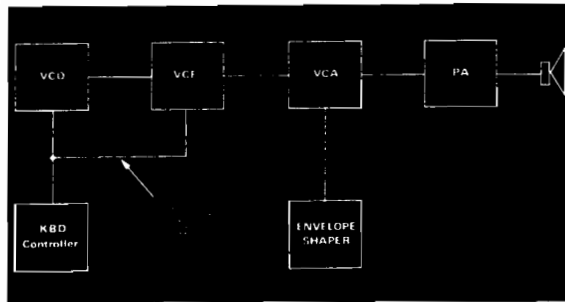 VCO
VCF
VCA
PA
KBD
Controller
ENVELOPE
SHAPER